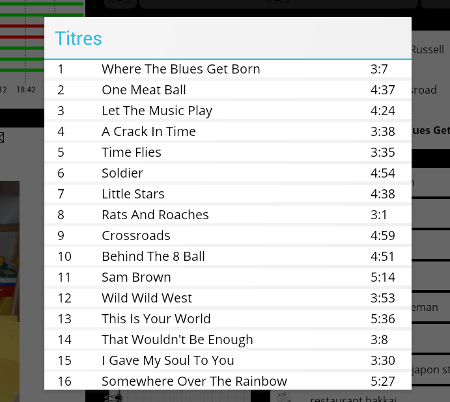 Titres
1 Where The Blues Get Born 3:7
2 One Meat Ball 4:37
3 Let The Music Play 4:24
4 A Crack In Time 3:38
5 Time Flies 3:35
6 Soldier 4:54
7 Little Stars 4:38
8 Rats And Roaches 3:1
9 Crossroads 4:59
10 Behind The 8 Ball 4:51
11 Sam Brown 5:14
12 Wild Wild West 3:53
13 This Is Your World 5:36
14 That Wouldn't Be Enough 3:8
15 I Gave My Soul To You 3:30
16 Somewhere Over The Rainbow 5:27
Russell
sroad
ues Get
12 18:42
eman
japon st
restaurant hakkai